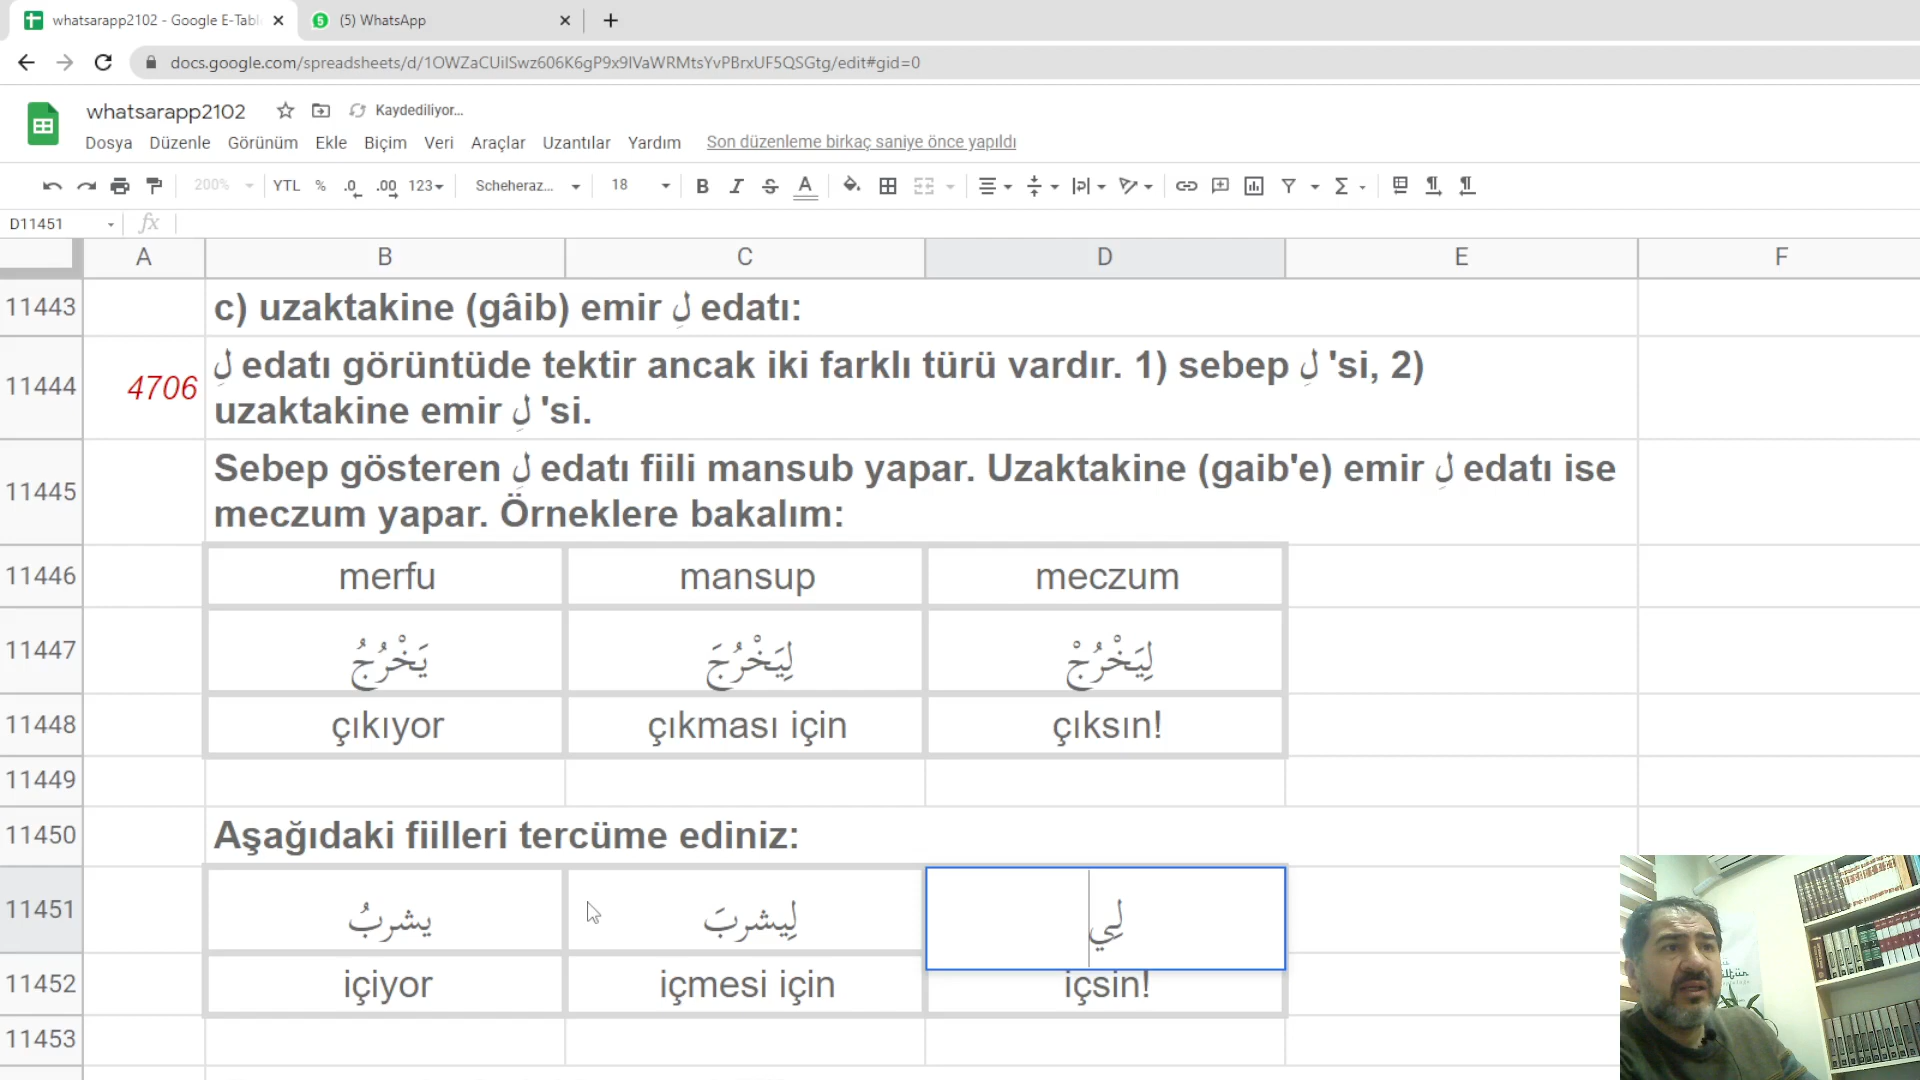 whatsarapp2102 - Google E-Tabl
(5) WhatsApp
docs.google.com/spreadsheets/d/1OWZaCUilSwz606K6gP9x9lVaWRMtsYvPBrxUF5QSGtg/edit#gid=0
whatsarapp2102 Kaydediliyor...
Dosya Düzenle Görünüm Ekle Biçim Veri Araçlar Uzantılar Yardım Son düzenleme birkaç saniye önce yapıldı
200% YTL % .0 .00 123 Scheheraz... 18 B I S A
D11451 fx
A B C D E F
11443 c) uzaktakine (gâib) emir لِ edatı:
11444 4706 لِ edatı görüntüde tektir ancak iki farklı türü vardır. 1) sebep لِ 'si, 2)
uzaktakine emir لِ 'si.
11445 Sebep gösteren لِ edatı fiili mansub yapar. Uzaktakine (gaib'e) emir لِ edatı ise
meczum yapar. Örneklere bakalım:
11446 merfu mansup meczum
11447 يَخْرُجُ لِيَخْرُجَ لِيَخْرُجْ
11448 çıkıyor çıkması için çıksın!
11449
11450 Aşağıdaki fiilleri tercüme ediniz:
11451 يشربُ لِيشربَ لِي
11452 içiyor içmesi için içsin!
11453